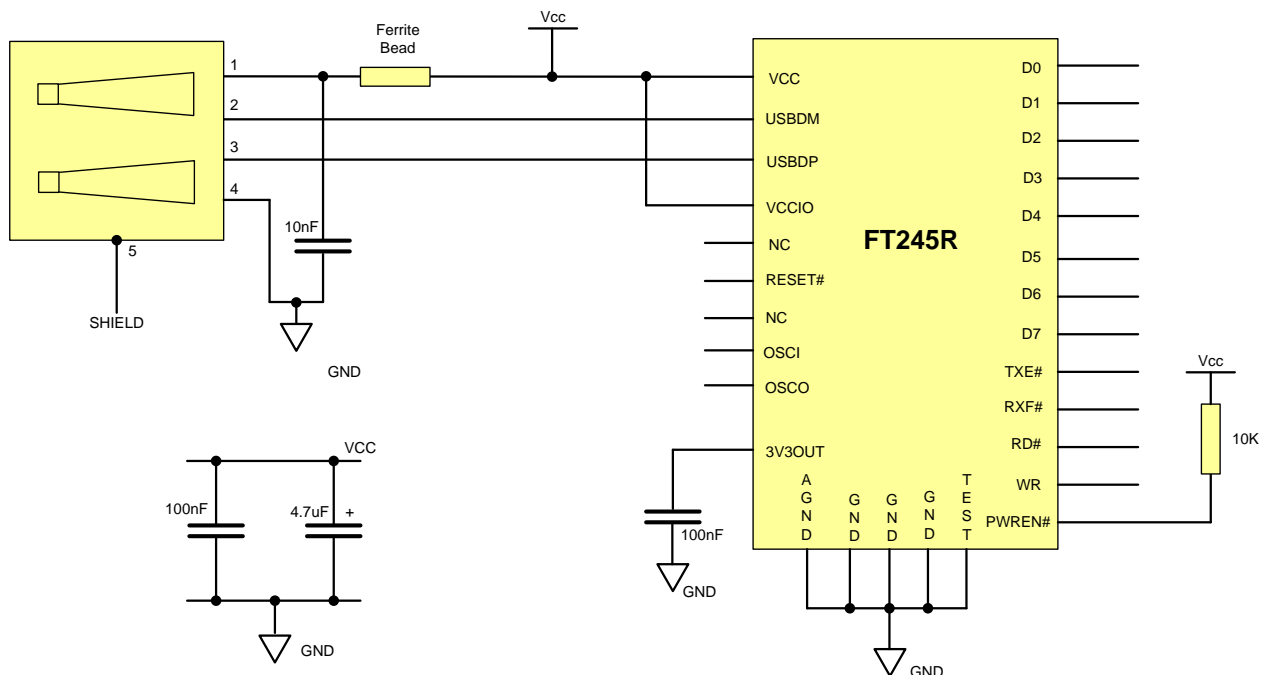 Vcc
Ferrite
Bead
1
2
3
4
5
10nF
SHIELD
GND
VCC
USBDM
USBDP
VCCIO
NC
RESET#
NC
OSCI
OSCO
3V3OUT
FT245R
D0
D1
D2
D3
D4
D5
D6
D7
TXE#
RXF#
RD#
WR
PWREN#
AGND
GND
GND
GND
TEST
Vcc
10K
VCC
100nF
4.7uF
+
GND
100nF
GND
GND